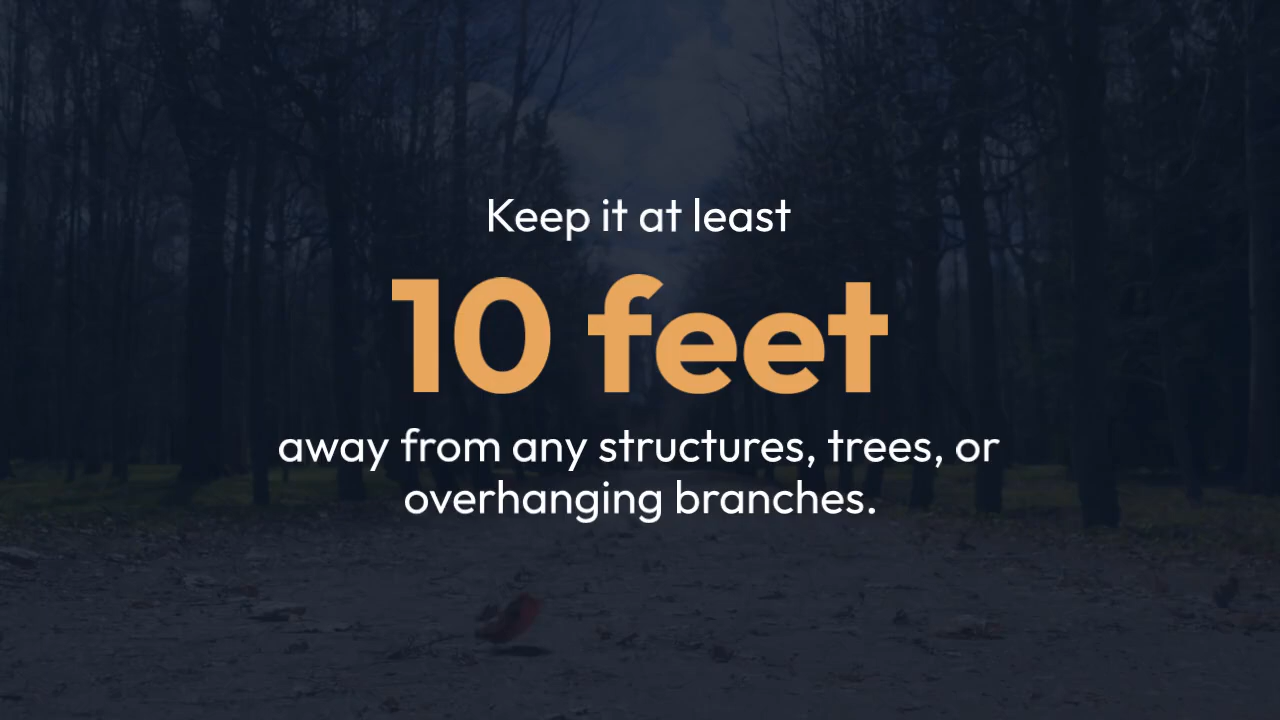 Keep it at least
10 feet
away from any structures, trees, or
overhanging branches.